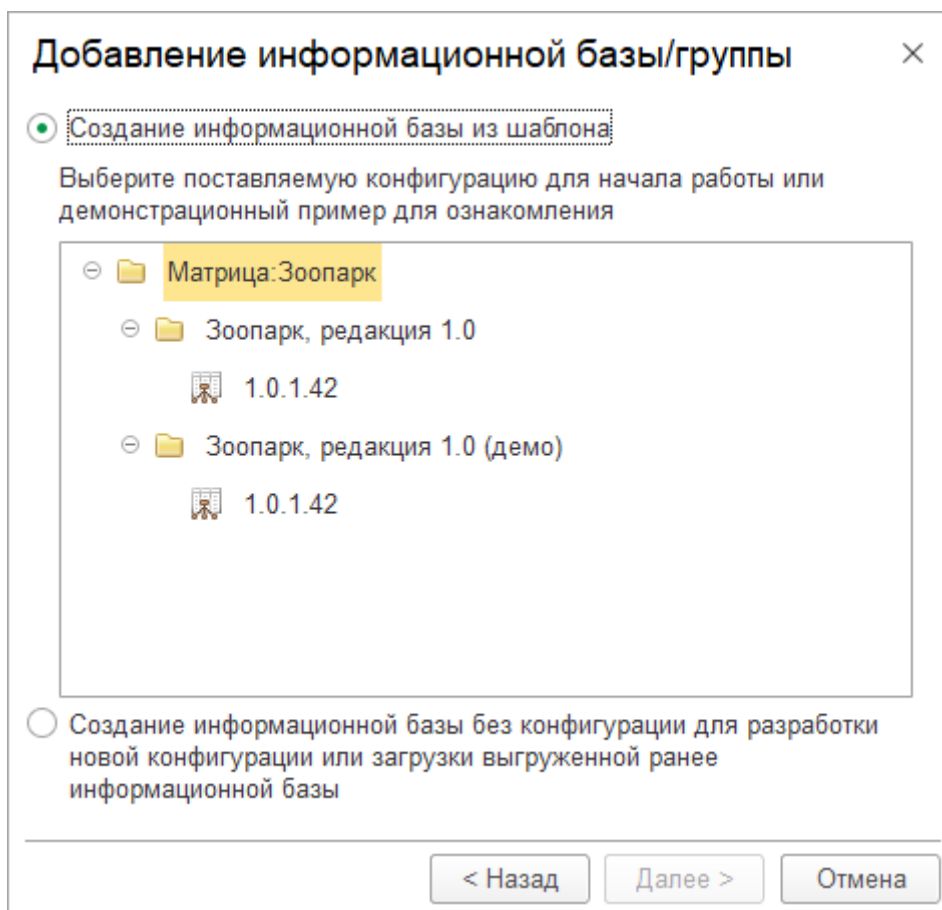 Добавление информационной базы/группы
Создание информационной базы из шаблона
Выберите поставляемую конфигурацию для начала работы или
демонстрационный пример для ознакомления
Матрица:Зоопарк
Зоопарк, редакция 1.0
1.0.1.42
Зоопарк, редакция 1.0 (демо)
1.0.1.42
Создание информационной базы без конфигурации для разработки
новой конфигурации или загрузки выгруженной ранее
информационной базы
< Назад Далее > Отмена